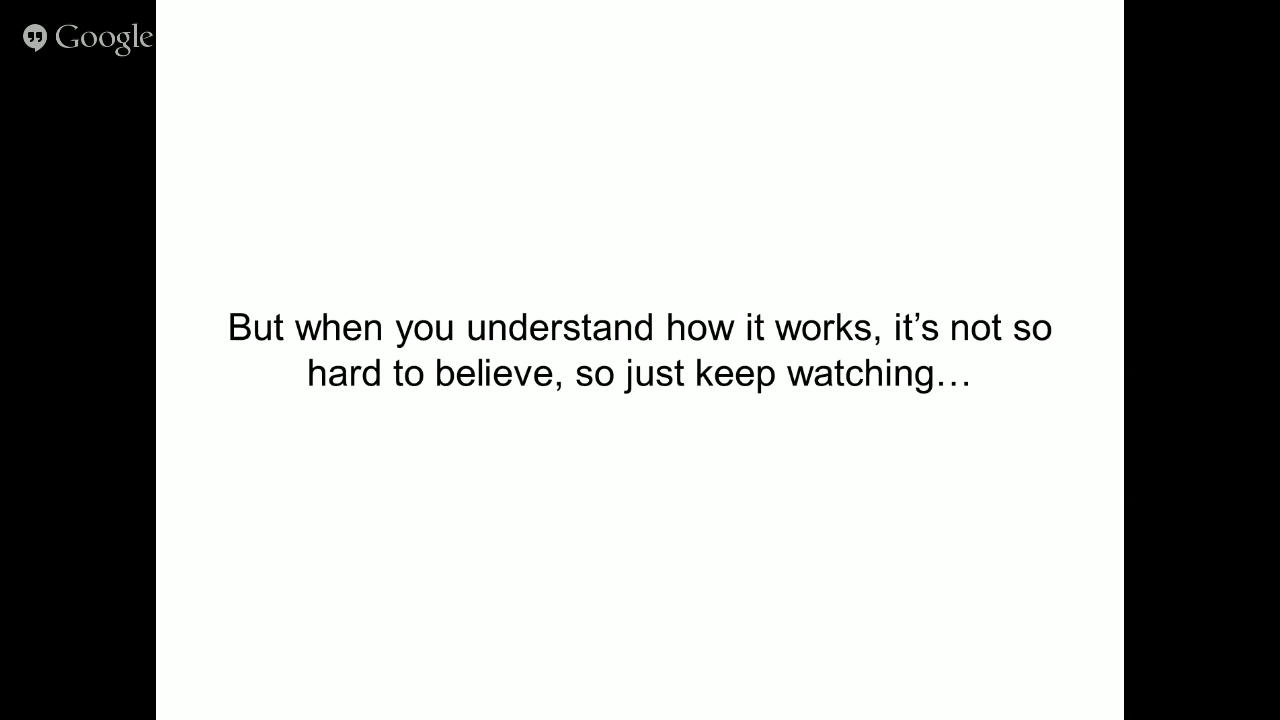 Google
But when you understand how it works, it’s not so
hard to believe, so just keep watching…